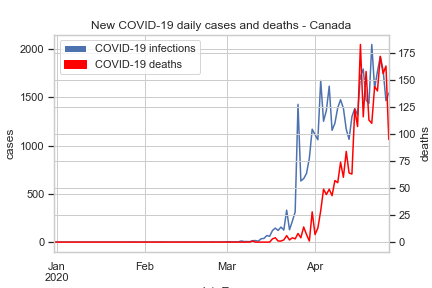 New COVID-19 daily cases and deaths - Canada
COVID-19 infections
COVID-19 deaths
cases
2000
1500
1000
500
0
deaths
175
150
125
100
75
50
25
0
Jan
2020
Feb
Mar
Apr